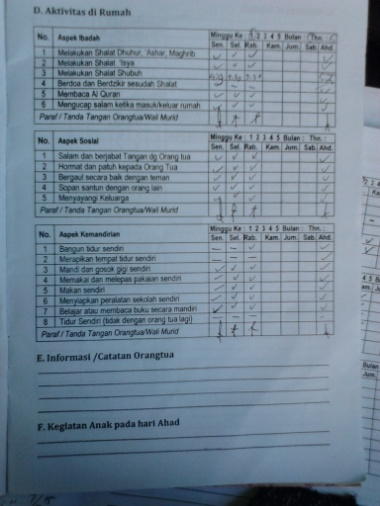 D. Aktivitas di Rumah
No. Aspek Ibadah Minggu Ke : 1 2 3 4 5 Bulan : Thn. :
Sen. Sel. Rab. Kam. Jum. Sab. Ahd.
1 Melakukan Shalat Dhuhur, 'Ashar, Maghrib
2 Melakukan Shalat 'Isya
3 Melakukan Shalat Shubuh
4 Berdoa dan Berdzikir sesudah Shalat
5 Membaca Al Quran
6 Mengucap salam ketika masuk/keluar rumah
Paraf / Tanda Tangan Orangtua/Wali Murid
No. Aspek Sosial Minggu Ke : 1 2 3 4 5 Bulan : Thn. :
Sen. Sel. Rab. Kam. Jum. Sab. Ahd.
1 Salam dan berjabat Tangan dg Orang tua
2 Hormat dan patuh kepada Orang Tua
3 Bergaul secara baik dengan teman
4 Sopan santun dengan orang lain
5 Menyayangi Keluarga
Paraf / Tanda Tangan Orangtua/Wali Murid
No. Aspek Kemandirian Minggu Ke : 1 2 3 4 5 Bulan : Thn. :
Sen. Sel. Rab. Kam. Jum. Sab. Ahd.
1 Bangun tidur sendiri
2 Merapikan tempat tidur sendiri
3 Mandi dan gosok gigi sendiri
4 Memakai dan melepas pakaian sendiri
5 Makan sendiri
6 Menyiapkan peralatan sekolah sendiri
7 Belajar atau membaca buku secara mandiri
8 Tidur Sendiri (tidak dengan orang tua lagi)
Paraf / Tanda Tangan Orangtua/Wali Murid
E. Informasi /Catatan Orangtua
F. Kegiatan Anak pada hari Ahad